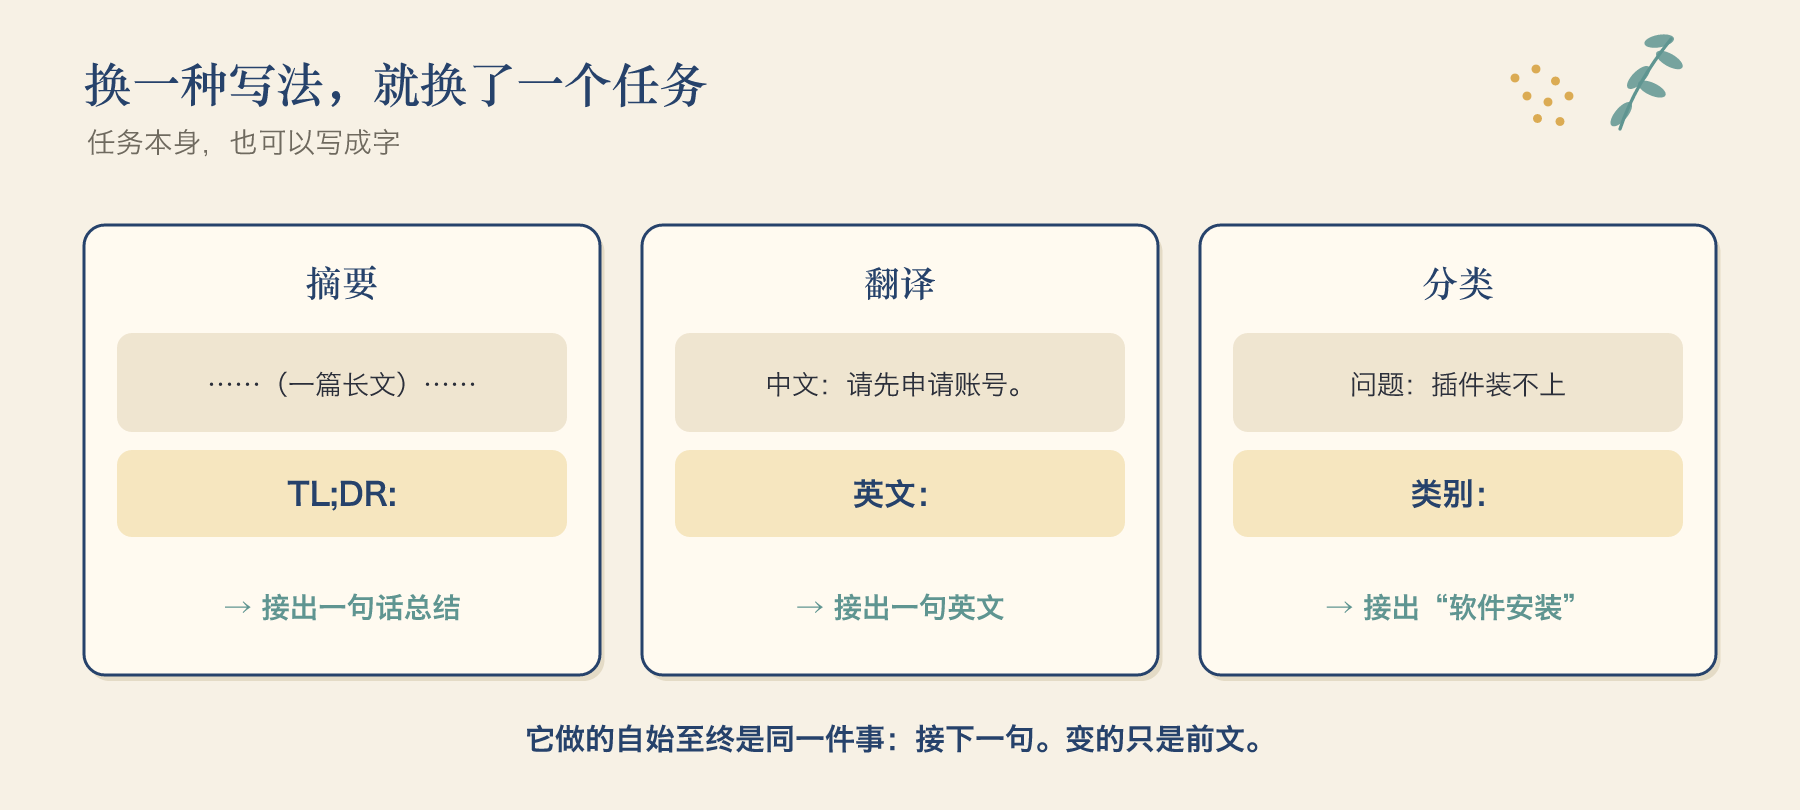 换一种写法，就换了一个任务
任务本身，也可以写成字
摘要
……（一篇长文）……
TL;DR:
→ 接出一句话总结
翻译
中文：请先申请账号。
英文：
→ 接出一句英文
分类
问题：插件装不上
类别：
→ 接出“软件安装”
它做的自始至终是同一件事：接下一句。变的只是前文。